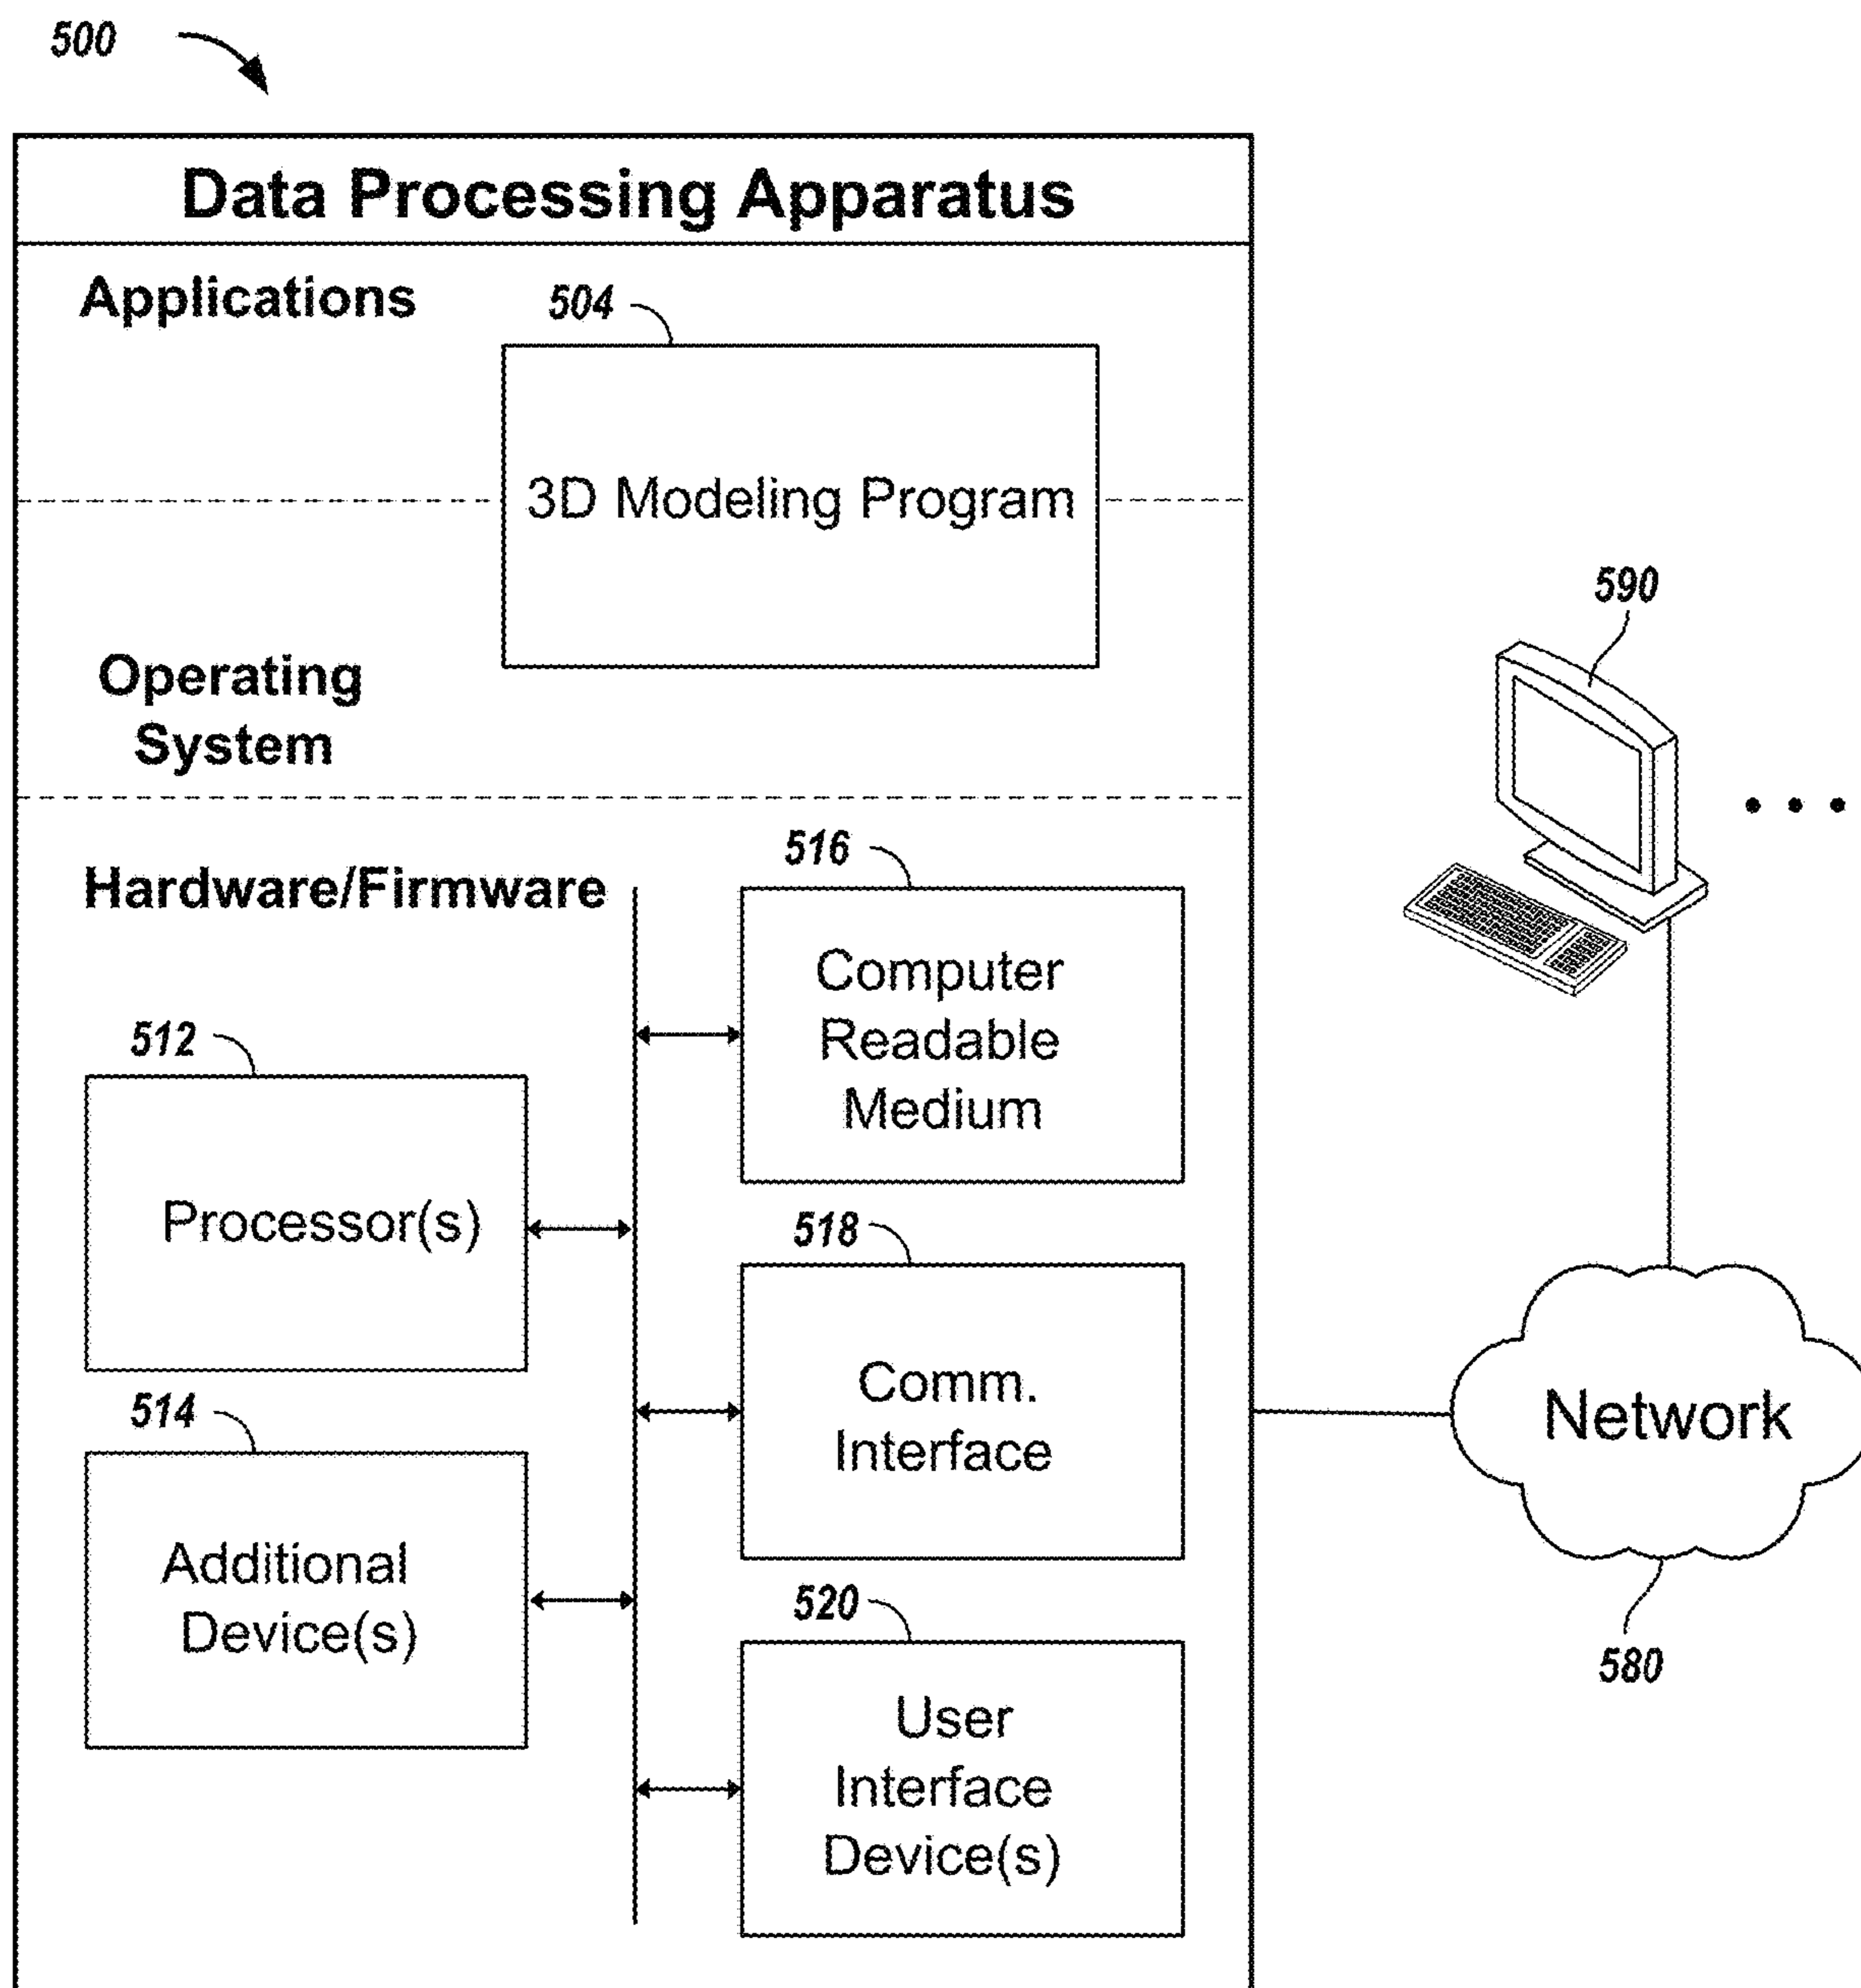 500
Data Processing Apparatus
Applications
504
3D Modeling Program
Operating
System
590
Hardware/Firmware
516
Computer
Readable
Medium
512
Processor(s)
518
Comm.
Interface
514
Additional
Device(s)
520
User
Interface
Device(s)
Network
580